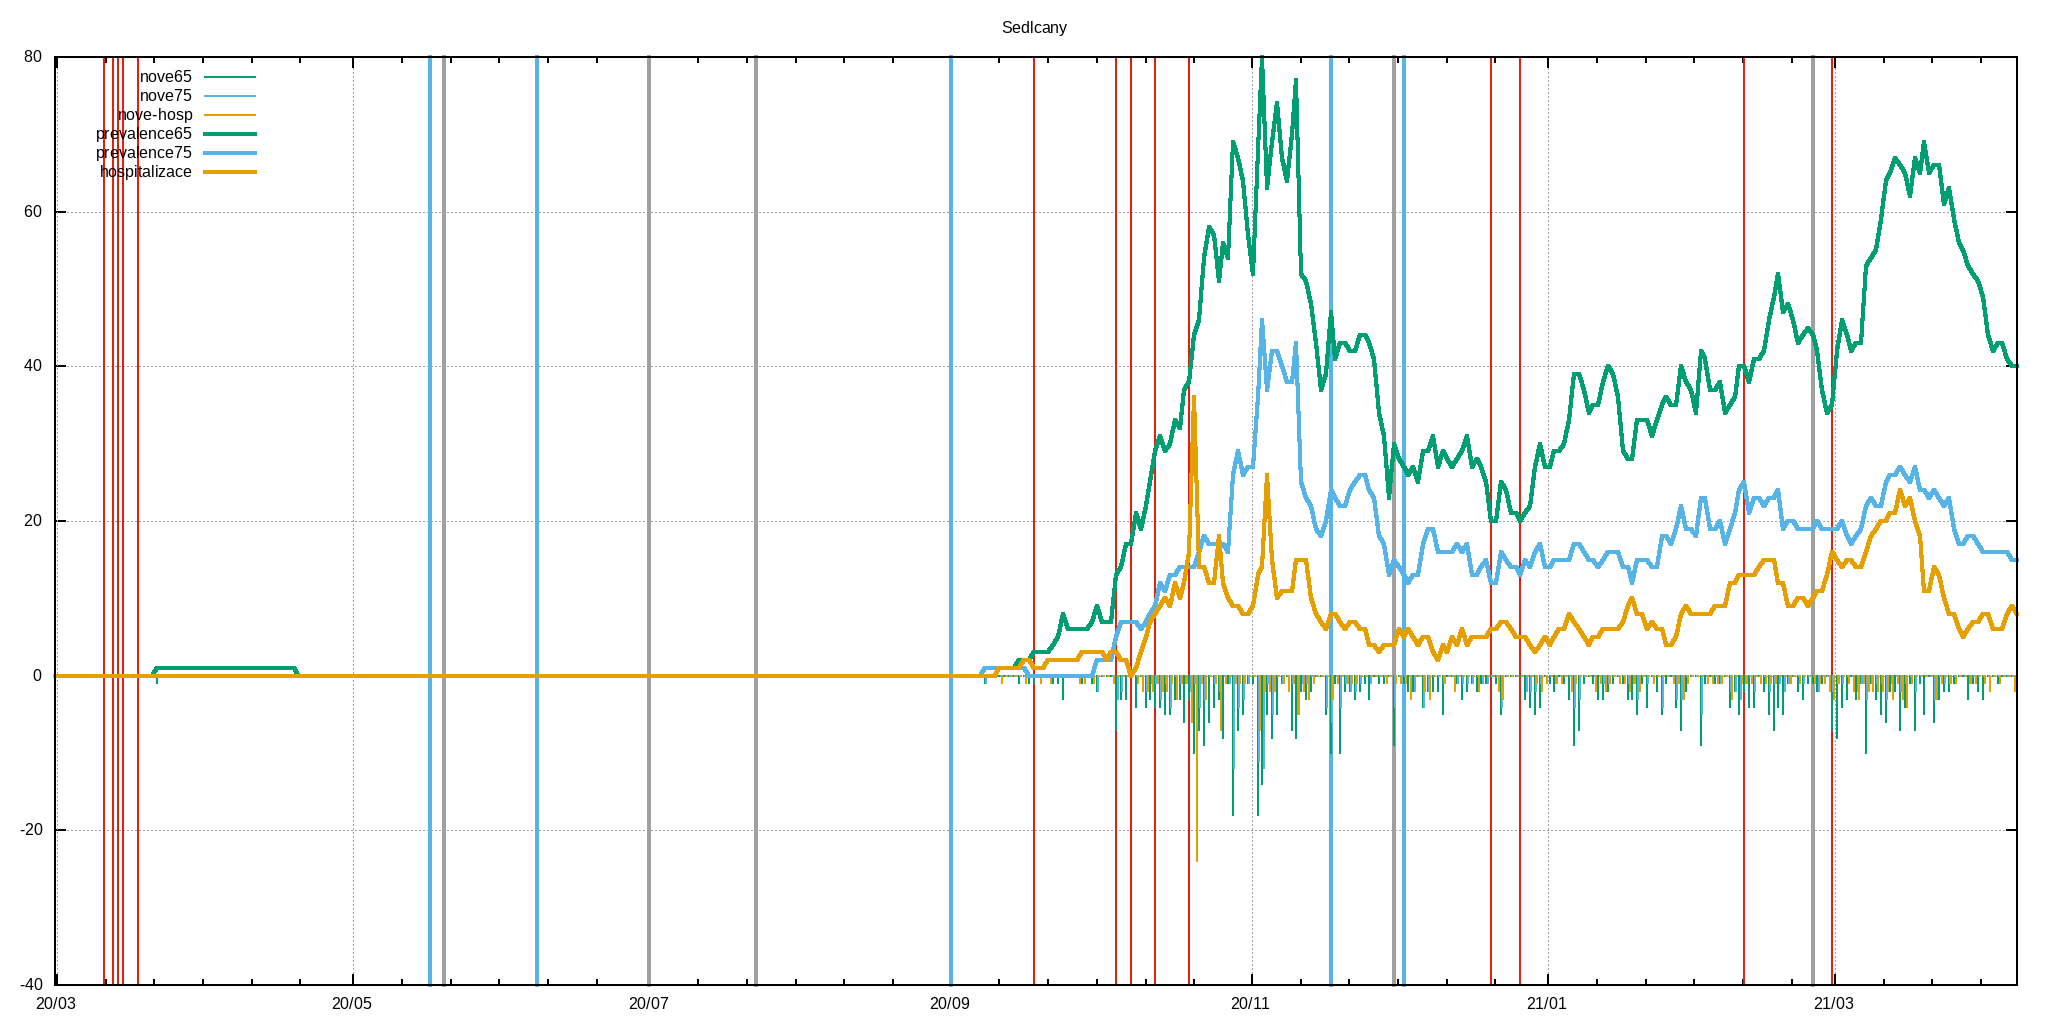 Sedlcany
80
nove65
nove75
nove-hosp
prevalence65
prevalence75
hospitalizace
60
40
20
0
-20
-40
20/03 20/05 20/07 20/09 20/11 21/01 21/03